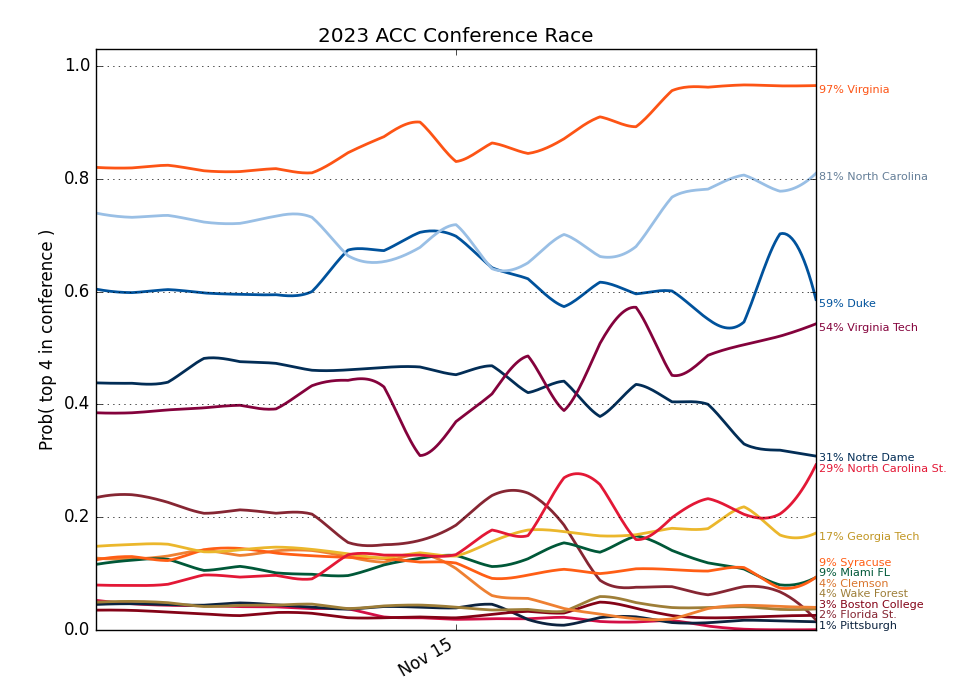 2023 ACC Conference Race
Prob( top 4 in conference )
1.0
0.8
0.6
0.4
0.2
0.0
Nov 15
97% Virginia
81% North Carolina
59% Duke
54% Virginia Tech
31% Notre Dame
29% North Carolina St.
17% Georgia Tech
9% Syracuse
9% Miami FL
4% Clemson
4% Wake Forest
3% Boston College
2% Florida St.
1% Pittsburgh